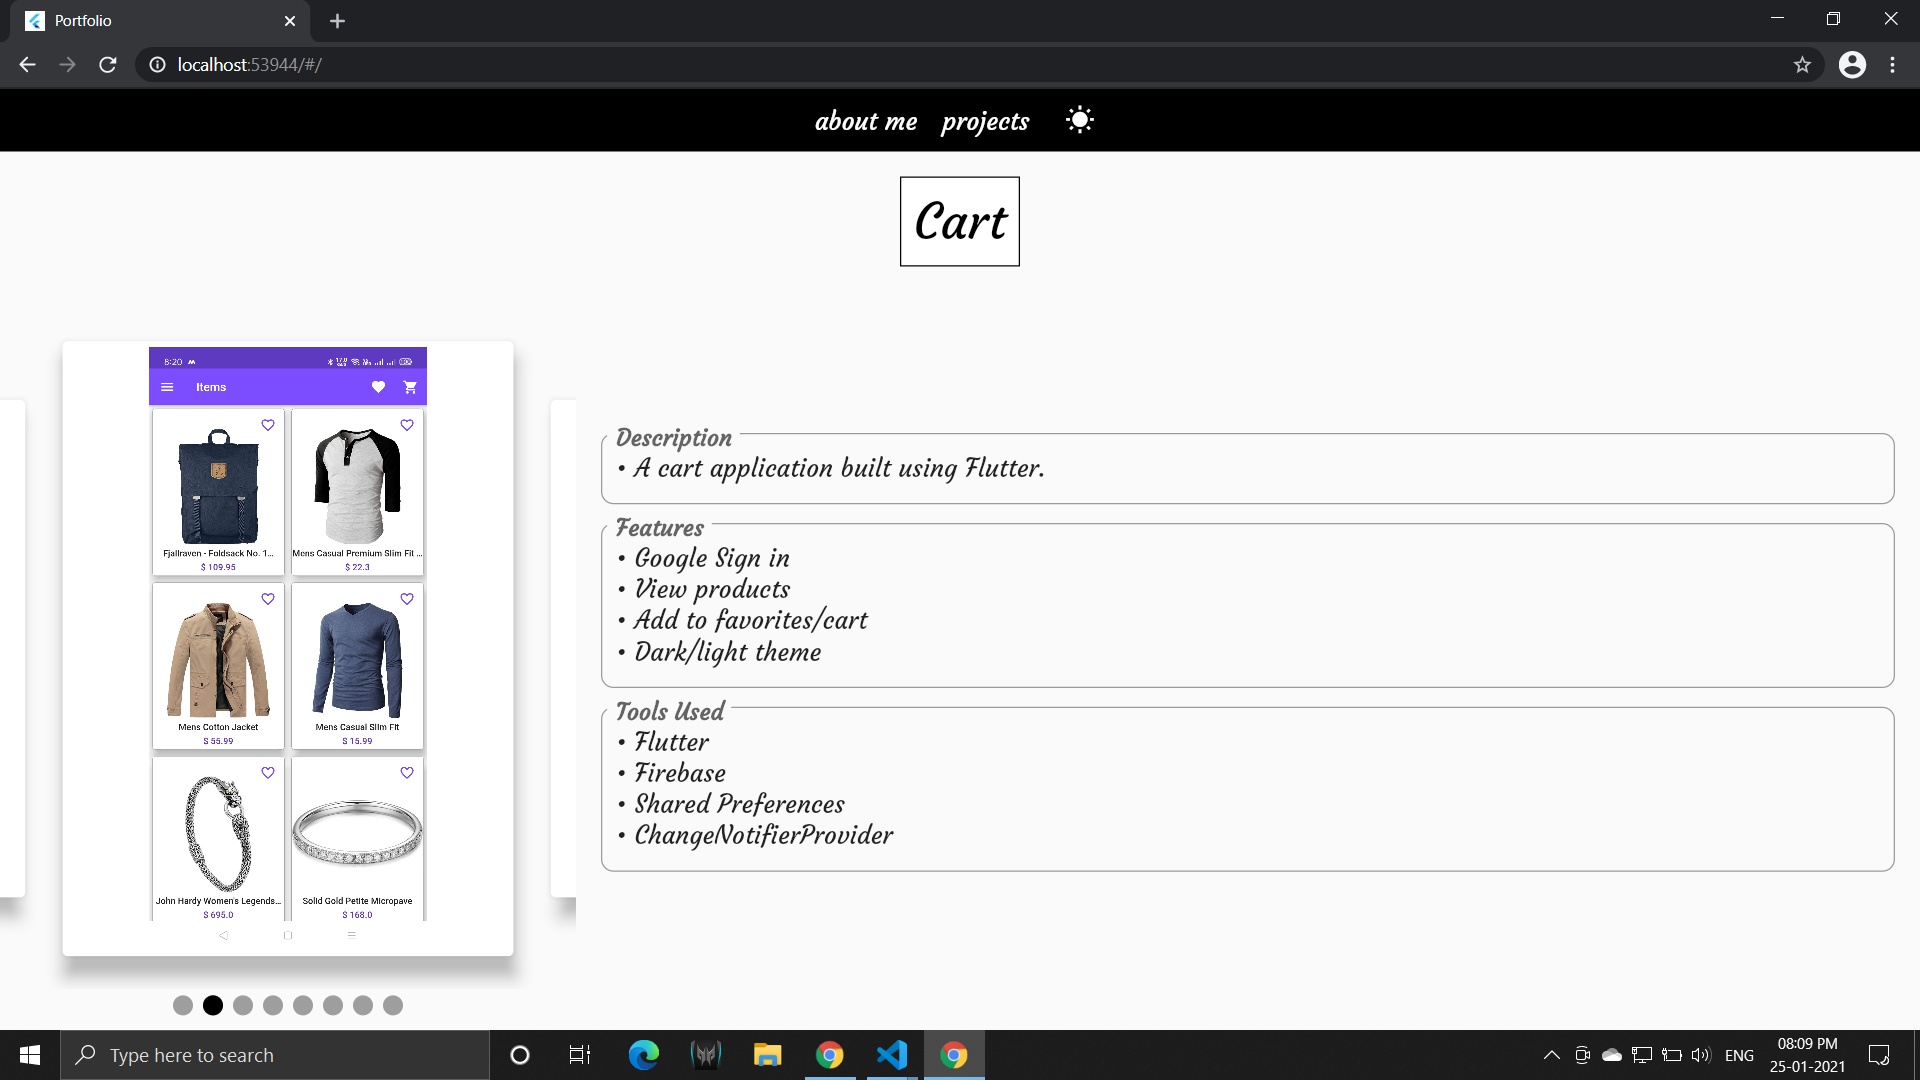 Portfolio
localhost:53944/#/
about me projects
Cart
8:20
Items
Fjallraven - Foldsack No. 1...
$ 109.95
Mens Casual Premium Slim Fit ...
$ 22.3
Mens Cotton Jacket
$ 55.99
Mens Casual Slim Fit
$ 15.99
John Hardy Women's Legends...
$ 695.0
Solid Gold Petite Micropave
$ 168.0
Description
• A cart application built using Flutter.
Features
• Google Sign in
• View products
• Add to favorites/cart
• Dark/light theme
Tools Used
• Flutter
• Firebase
• Shared Preferences
• ChangeNotifierProvider
Type here to search
ENG
08:09 PM
25-01-2021